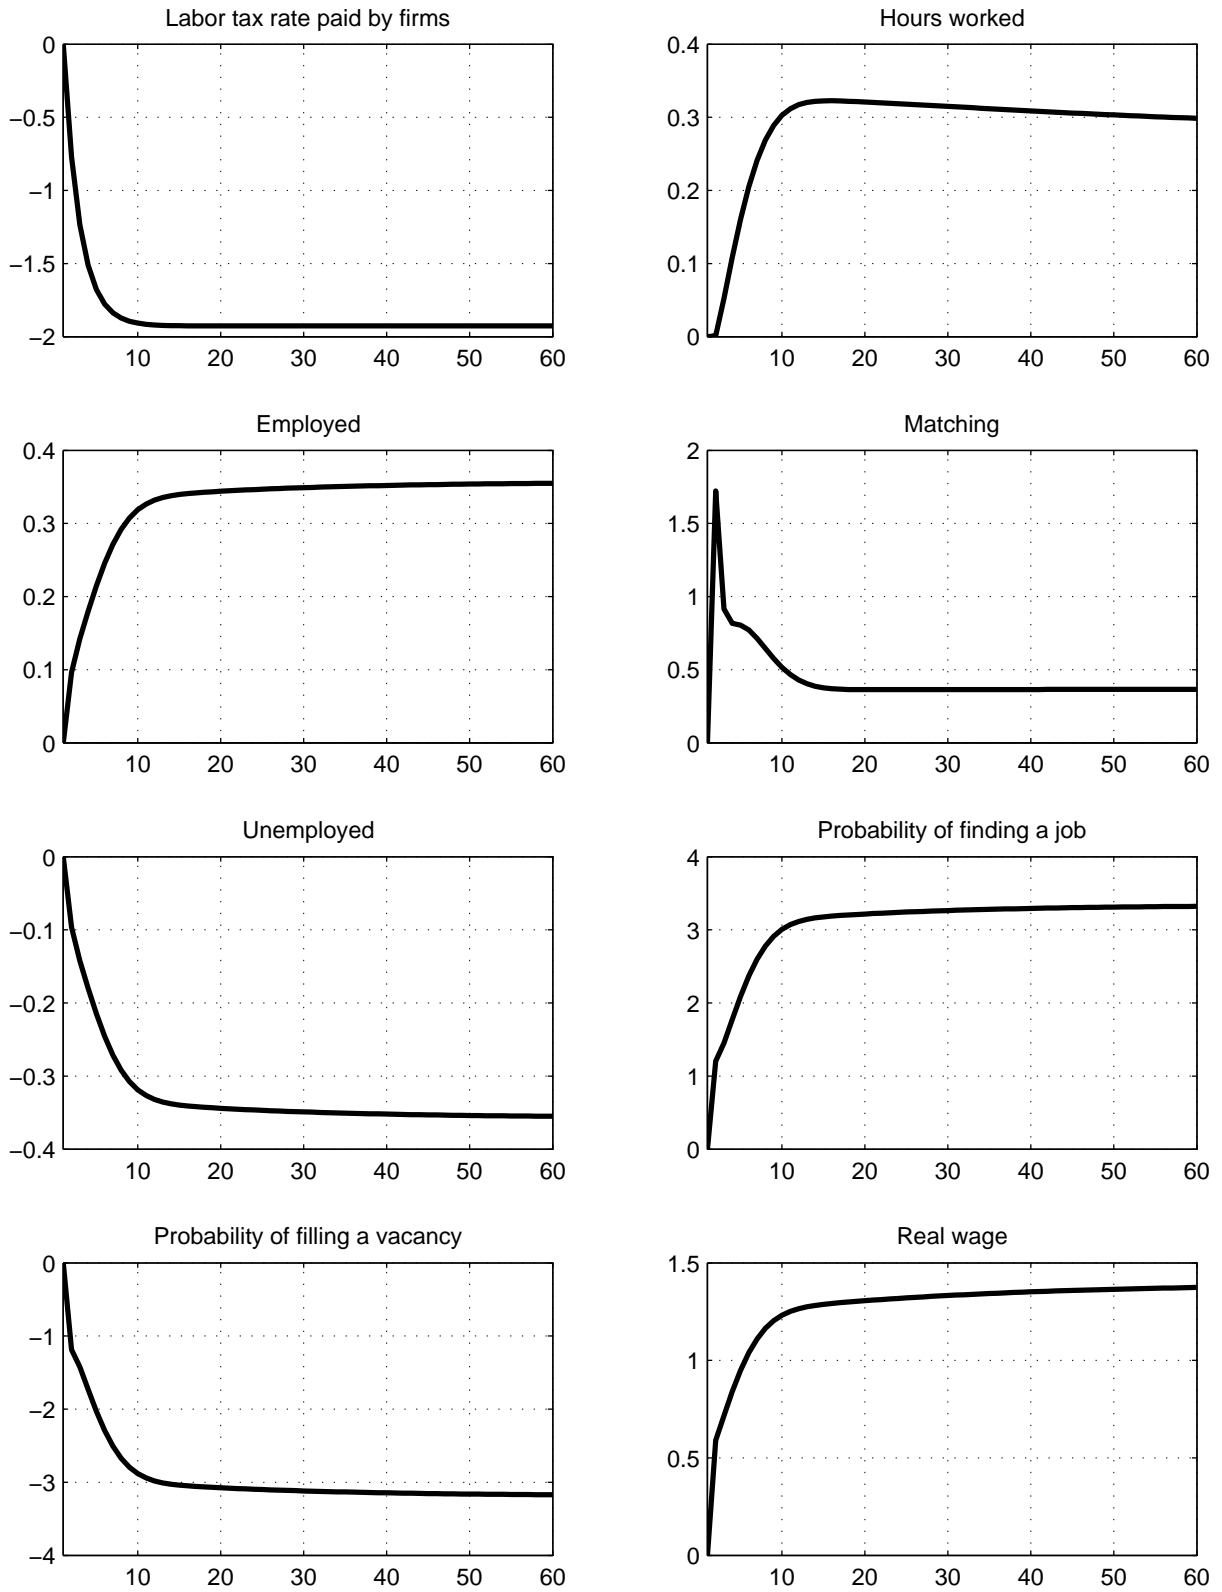 Labor tax rate paid by firms
0
−0.5
−1
−1.5
−2
10 20 30 40 50 60
Hours worked
0.4
0.3
0.2
0.1
0
10 20 30 40 50 60
Employed
0.4
0.3
0.2
0.1
0
10 20 30 40 50 60
Matching
2
1.5
1
0.5
0
10 20 30 40 50 60
Unemployed
0
−0.1
−0.2
−0.3
−0.4
10 20 30 40 50 60
Probability of finding a job
4
3
2
1
0
10 20 30 40 50 60
Probability of filling a vacancy
0
−1
−2
−3
−4
10 20 30 40 50 60
Real wage
1.5
1
0.5
0
10 20 30 40 50 60